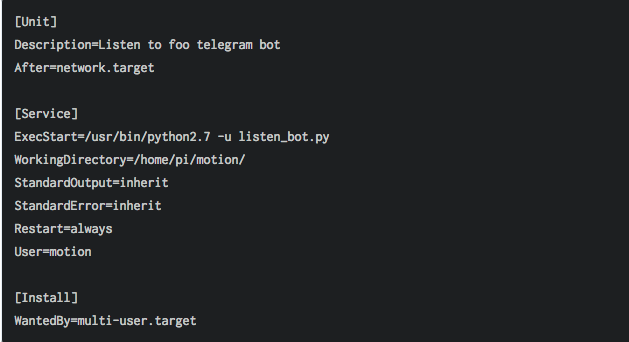 [Unit]
Description=Listen to foo telegram bot
After=network.target
[Service]
ExecStart=/usr/bin/python2.7 -u listen_bot.py
WorkingDirectory=/home/pi/motion/
StandardOutput=inherit
StandardError=inherit
Restart=always
User=motion
[Install]
WantedBy=multi-user.target